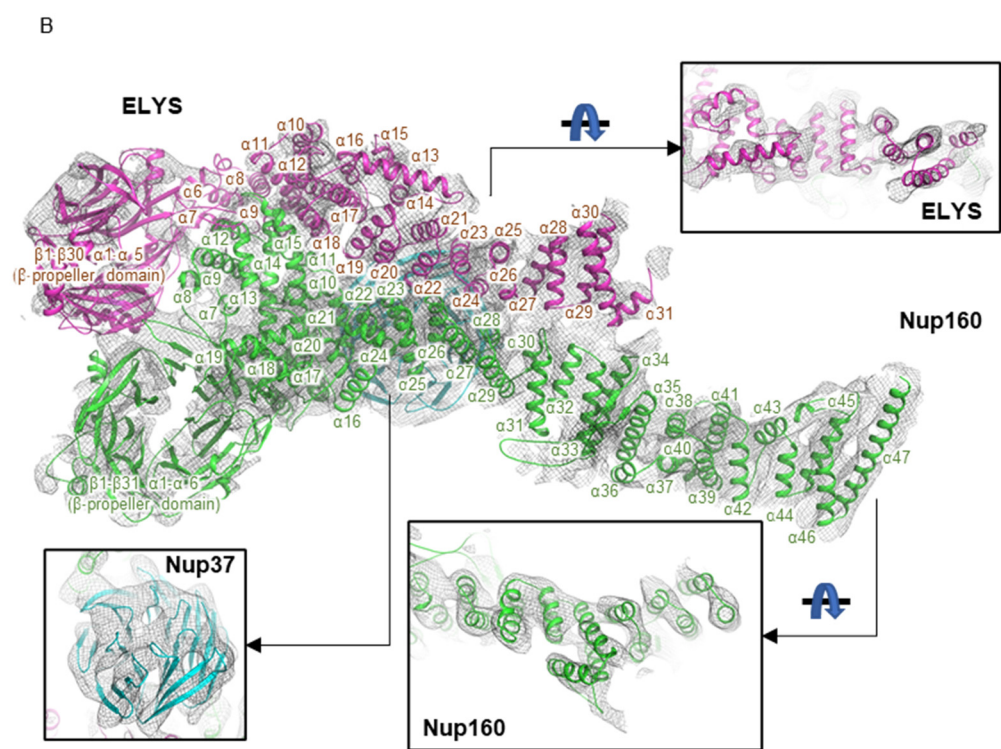 B
ELYS
α10
α11
α16
α15
α12
α13
α6
α8
α14
α7
α9
α17
α21
α12
α15
α18
α23
α25
α28
α30
β1-β30 α1-α 5
(β-propeller domain)
α9
α14
α11
α19
α20
α26
α8
α13
α10
α22
α23
α22
α24
α27
α29
α31
α7
α21
α28
α19
α20
α26
α30
α18
α24
α34
α17
α27
α25
α29
α32
α35
α16
α31
α38
α41
α43
α45
α33
α40
α47
β1-β31 α1-α 6
(β-propeller domain)
α36
α37
α39
α42
α44
α46
ELYS
Nup160
Nup37
Nup160